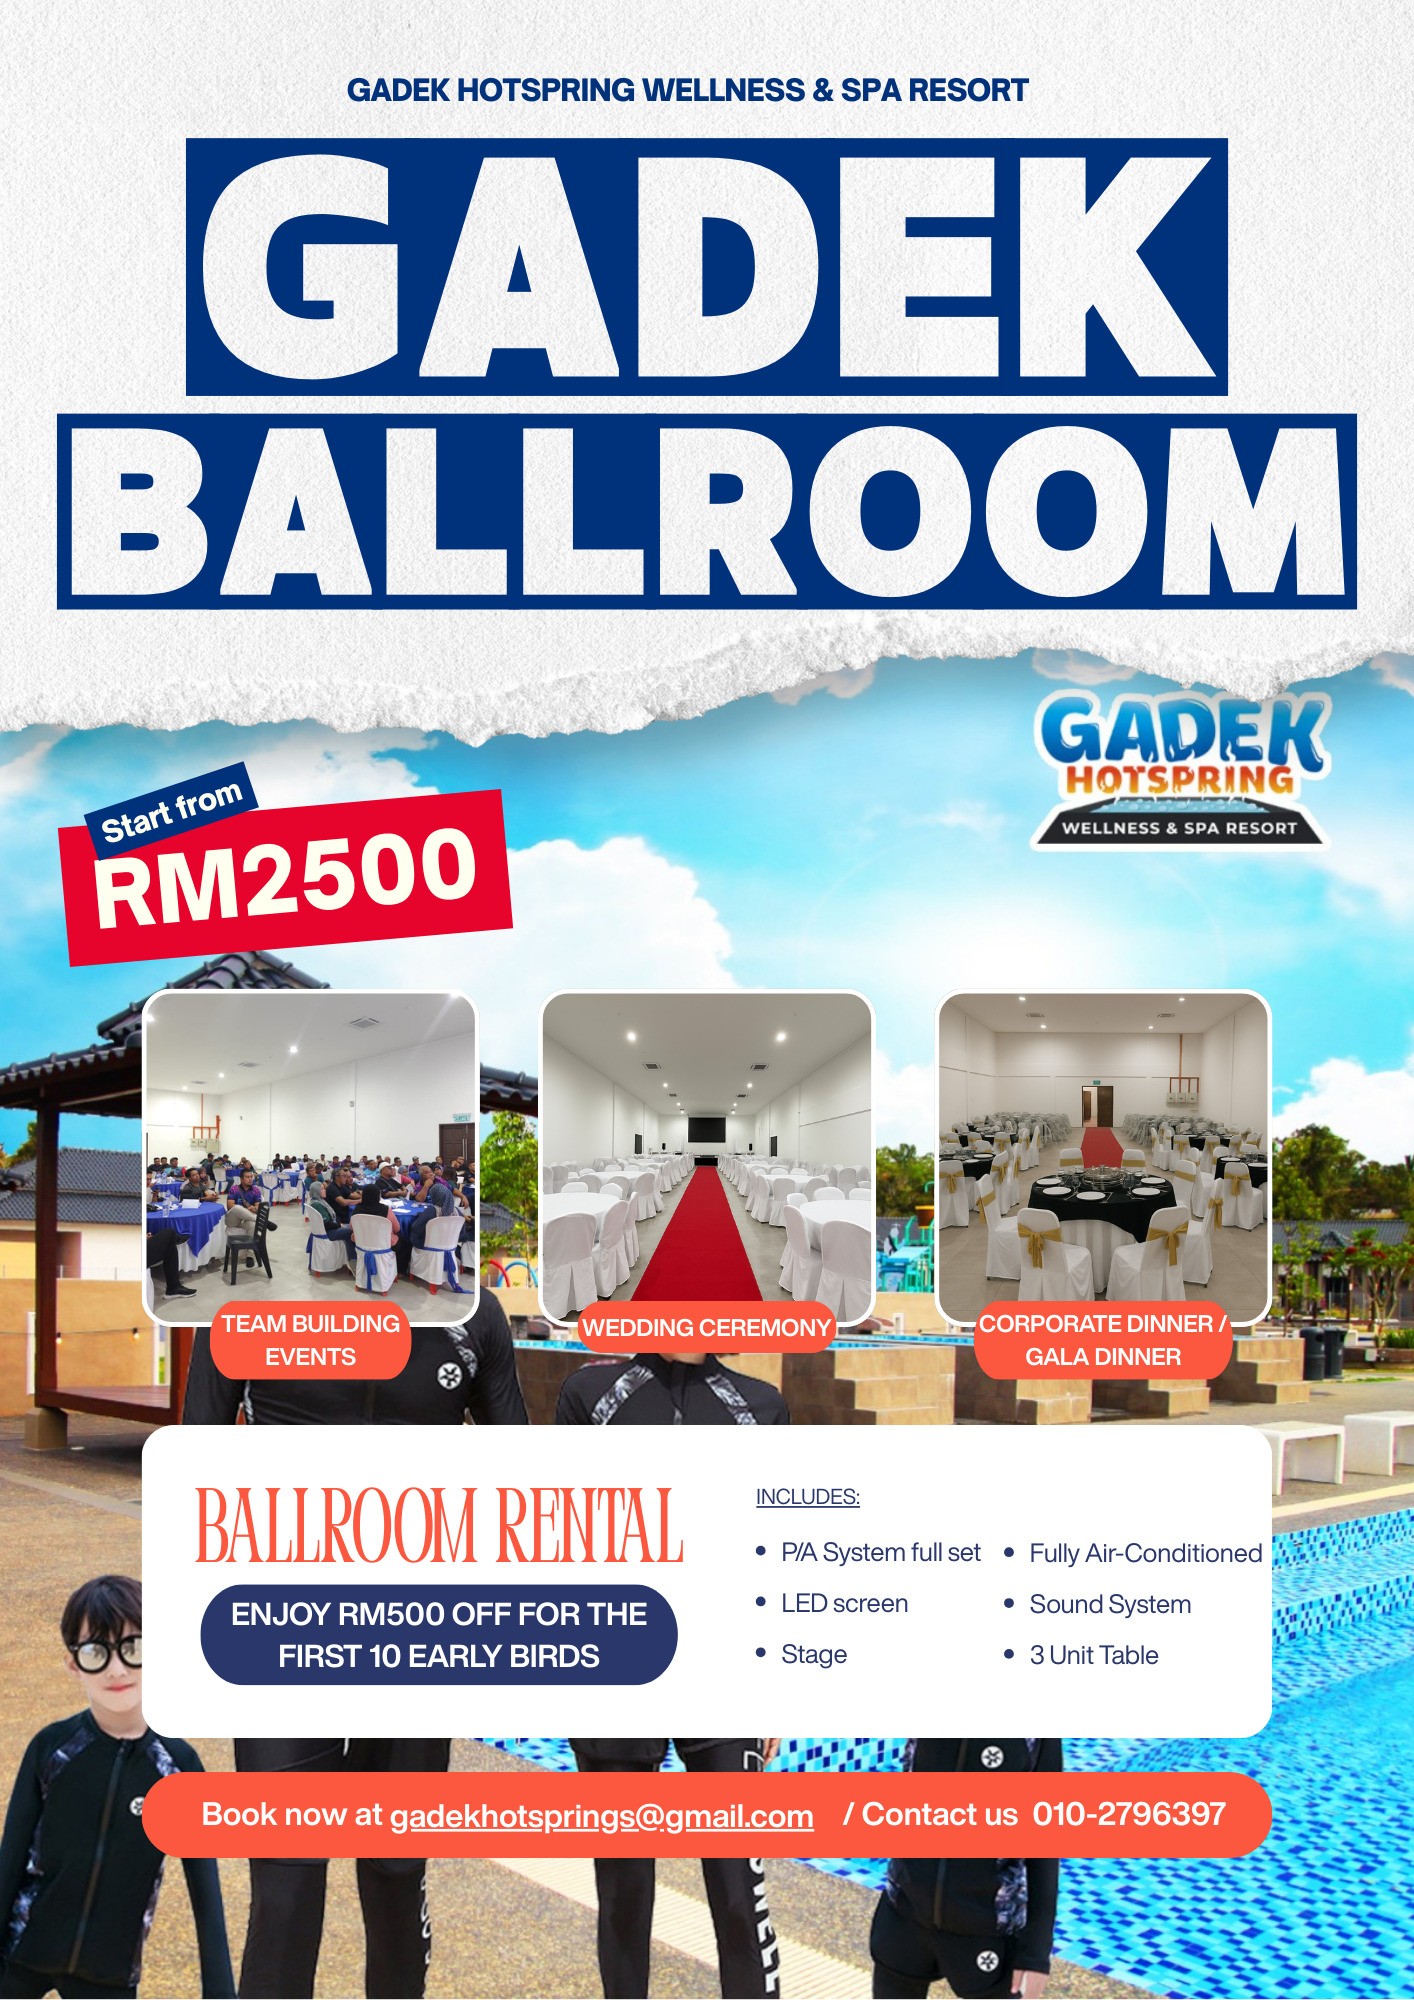 GADEK HOTSPRING WELLNESS & SPA RESORT
GADEK
BALLROOM
GADEK
HOTSPRING
WELLNESS & SPA RESORT
Start from
RM2500
TEAM BUILDING
EVENTS
WEDDING CEREMONY
CORPORATE DINNER /
GALA DINNER
BALLROOM RENTAL
ENJOY RM500 OFF FOR THE
FIRST 10 EARLY BIRDS
INCLUDES:
• P/A System full set
• LED screen
• Stage
• Fully Air-Conditioned
• Sound System
• 3 Unit Table
Book now at gadekhotsprings@gmail.com / Contact us 010-2796397